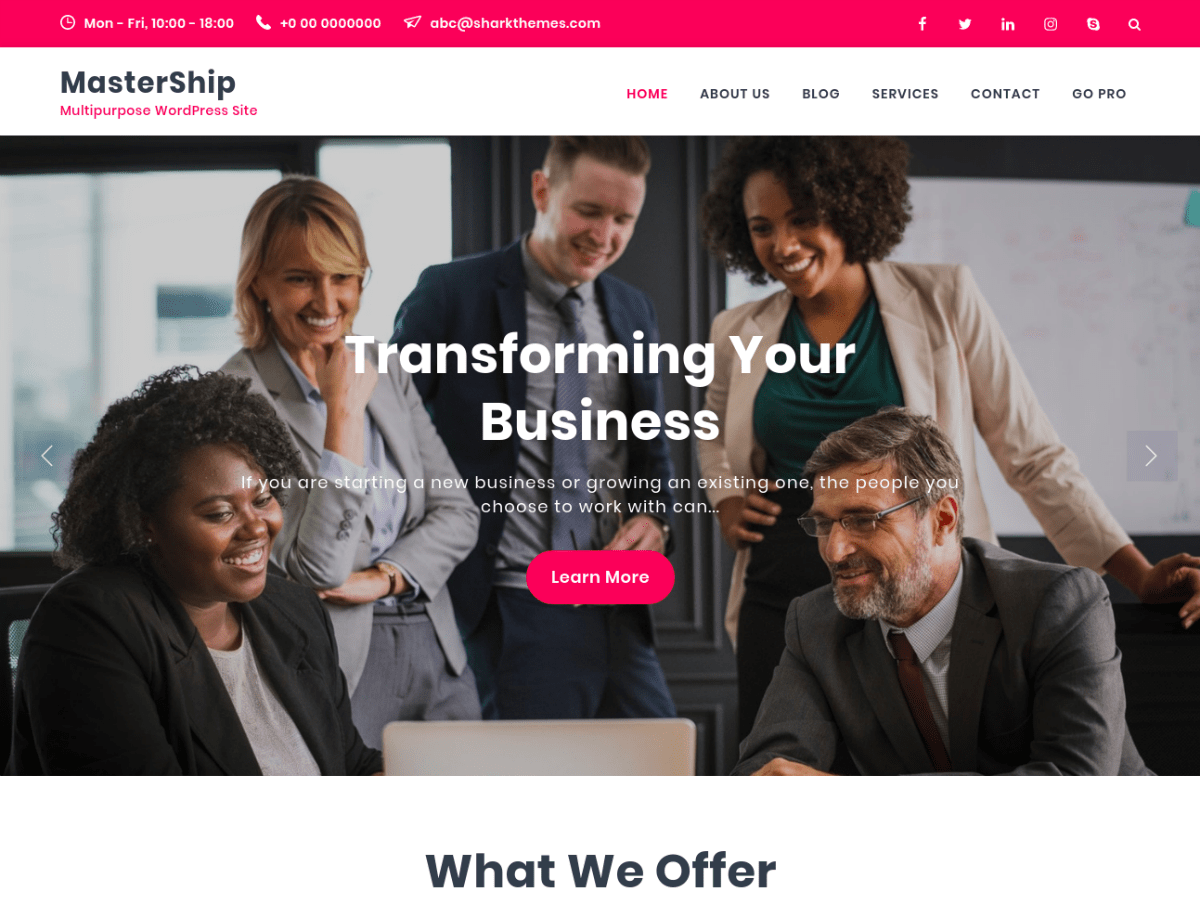 Mon - Fri, 10:00 - 18:00 +0 00 0000000 abc@sharkthemes.com
MasterShip
Multipurpose WordPress Site
HOME ABOUT US BLOG SERVICES CONTACT GO PRO
Transforming Your
Business
If you are starting a new business or growing an existing one, the people you
choose to work with can...
Learn More
What We Offer